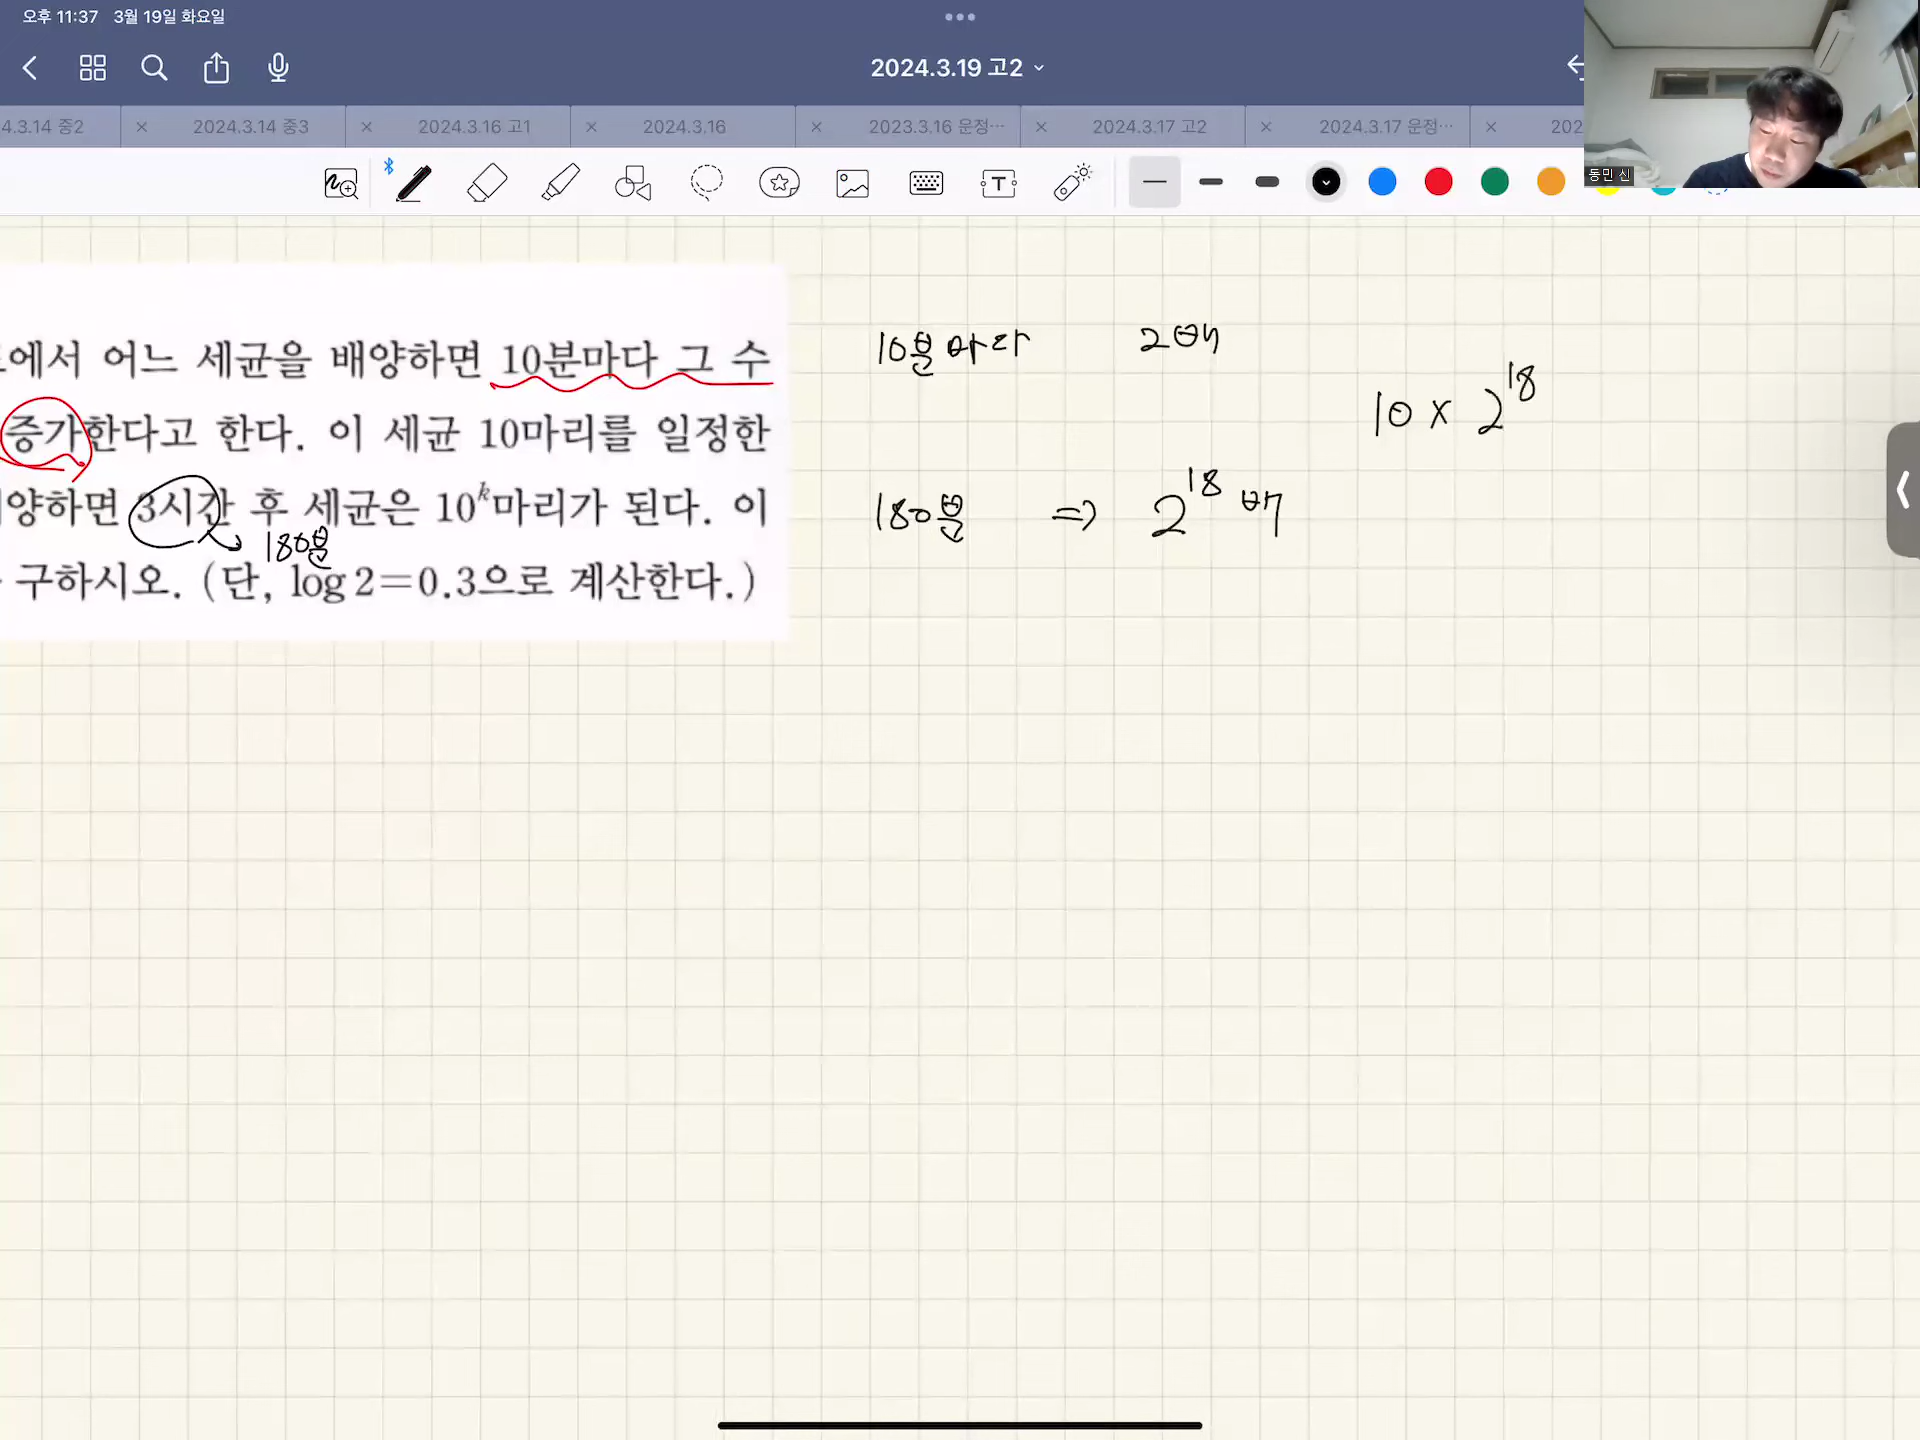 오후 11:37 3월 19일 화요일
2024.3.19 고2
4.3.14 중2
2024.3.14 중3
2024.3.16 고1
2024.3.16
2023.3.16 운정…
2024.3.17 고2
2024.3.17 운정…
202
동민 신
에서 어느 세균을 배양하면 10분마다 그 수
증가한다고 한다. 이 세균 10마리를 일정한
양하면 3시간 후 세균은 10^k마리가 된다. 이
180분
구하시오. (단, log 2=0.3으로 계산한다.)
10분마다 2배
10 × 2^18
180분 ⇒ 2^18 배